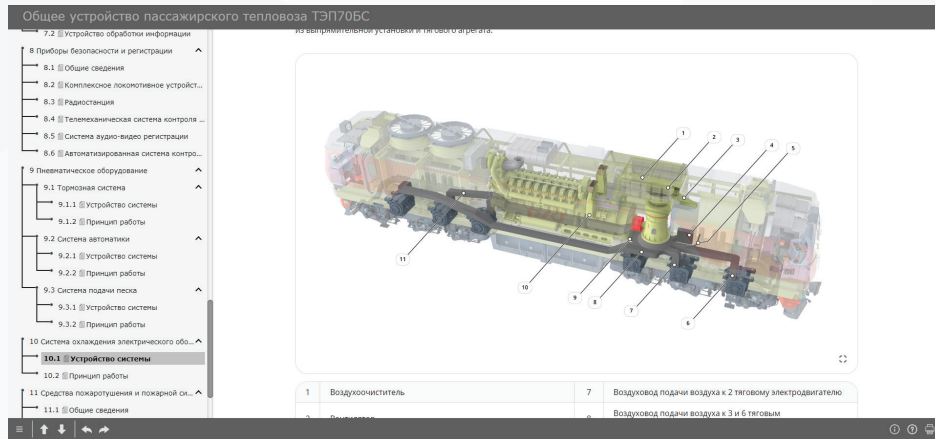 Общее устройство пассажирского тепловоза ТЭП70БС
7.2 Устройство обработки информации
8 Приборы безопасности и регистрации
8.1 Общие сведения
8.2 Комплексное локомотивное устройст...
8.3 Радиостанция
8.4 Телемеханическая система контроля ...
8.5 Система аудио-видео регистрации
8.6 Автоматизированная система контро...
9 Пневматическое оборудование
9.1 Тормозная система
9.1.1 Устройство системы
9.1.2 Принцип работы
9.2 Система автоматики
9.2.1 Устройство системы
9.2.2 Принцип работы
9.3 Система подачи песка
9.3.1 Устройство системы
9.3.2 Принцип работы
10 Система охлаждения электрического обо...
10.1 Устройство системы
10.2 Принцип работы
11 Средства пожаротушения и пожарной си...
11.1 Общие сведения
из выпрямительной установки и тягового агрегата.
1
2
3
4
5
11
10
9
8
7
6
1 Воздухоочиститель 7 Воздуховод подачи воздуха к 2 тяговому электродвигателю
2 Вентилятор 8 Воздуховод подачи воздуха к 3 и 6 тяговым